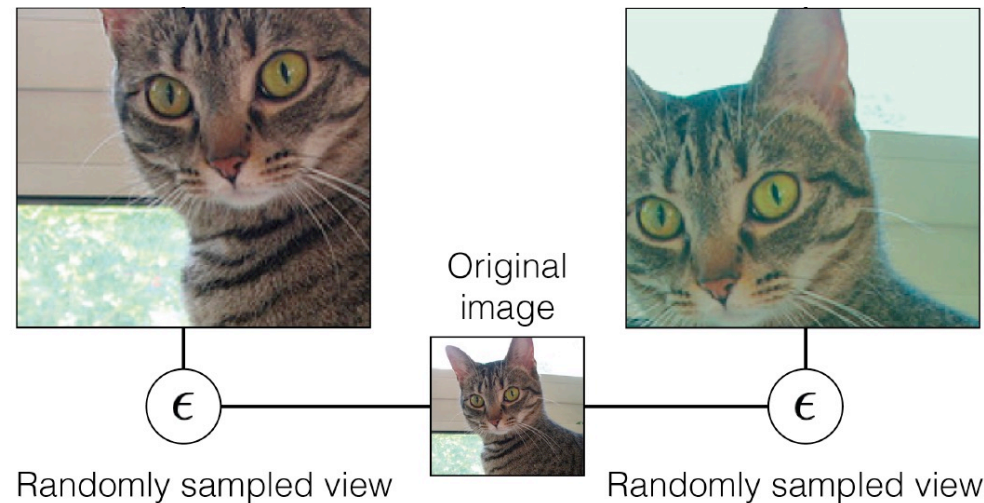 Original
image
ϵ
ϵ
Randomly sampled view
Randomly sampled view